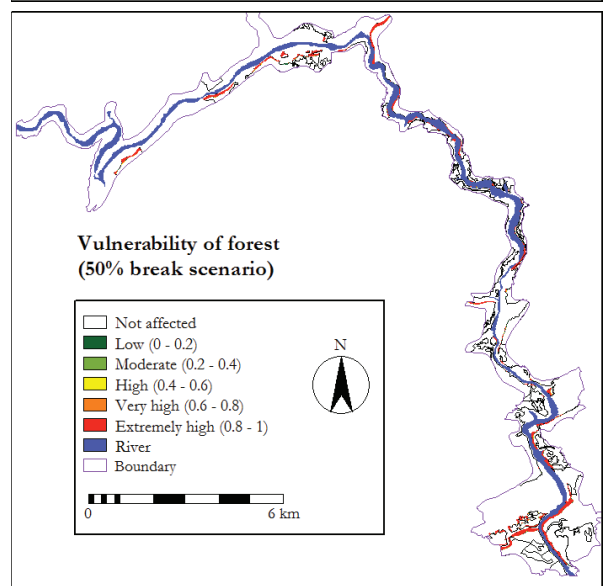 Vulnerability of forest
(50% break scenario)
Not affected
Low (0 - 0.2)
Moderate (0.2 - 0.4)
High (0.4 - 0.6)
Very high (0.6 - 0.8)
Extremely high (0.8 - 1)
River
Boundary
N
0 6 km